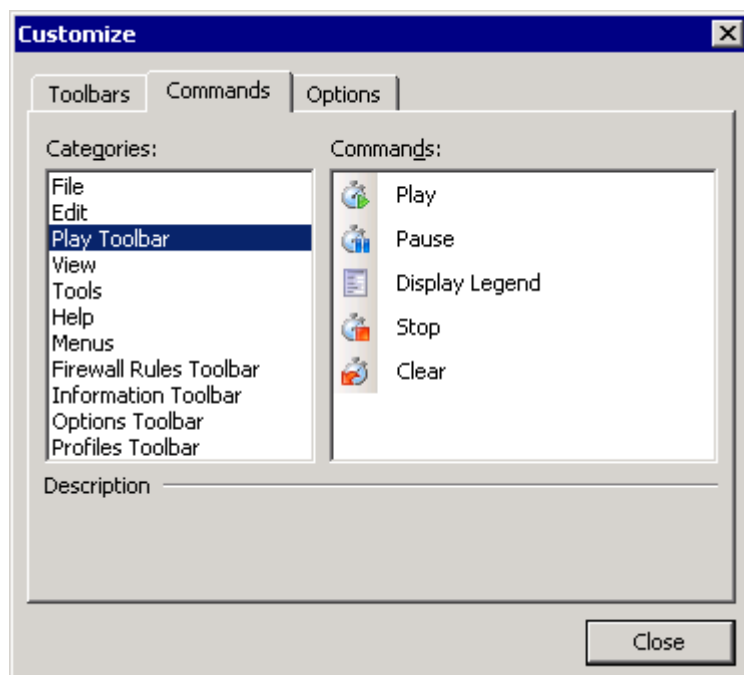 Customize
Toolbars Commands Options
Categories:
File
Edit
Play Toolbar
View
Tools
Help
Menus
Firewall Rules Toolbar
Information Toolbar
Options Toolbar
Profiles Toolbar
Commands:
Play
Pause
Display Legend
Stop
Clear
Description
Close